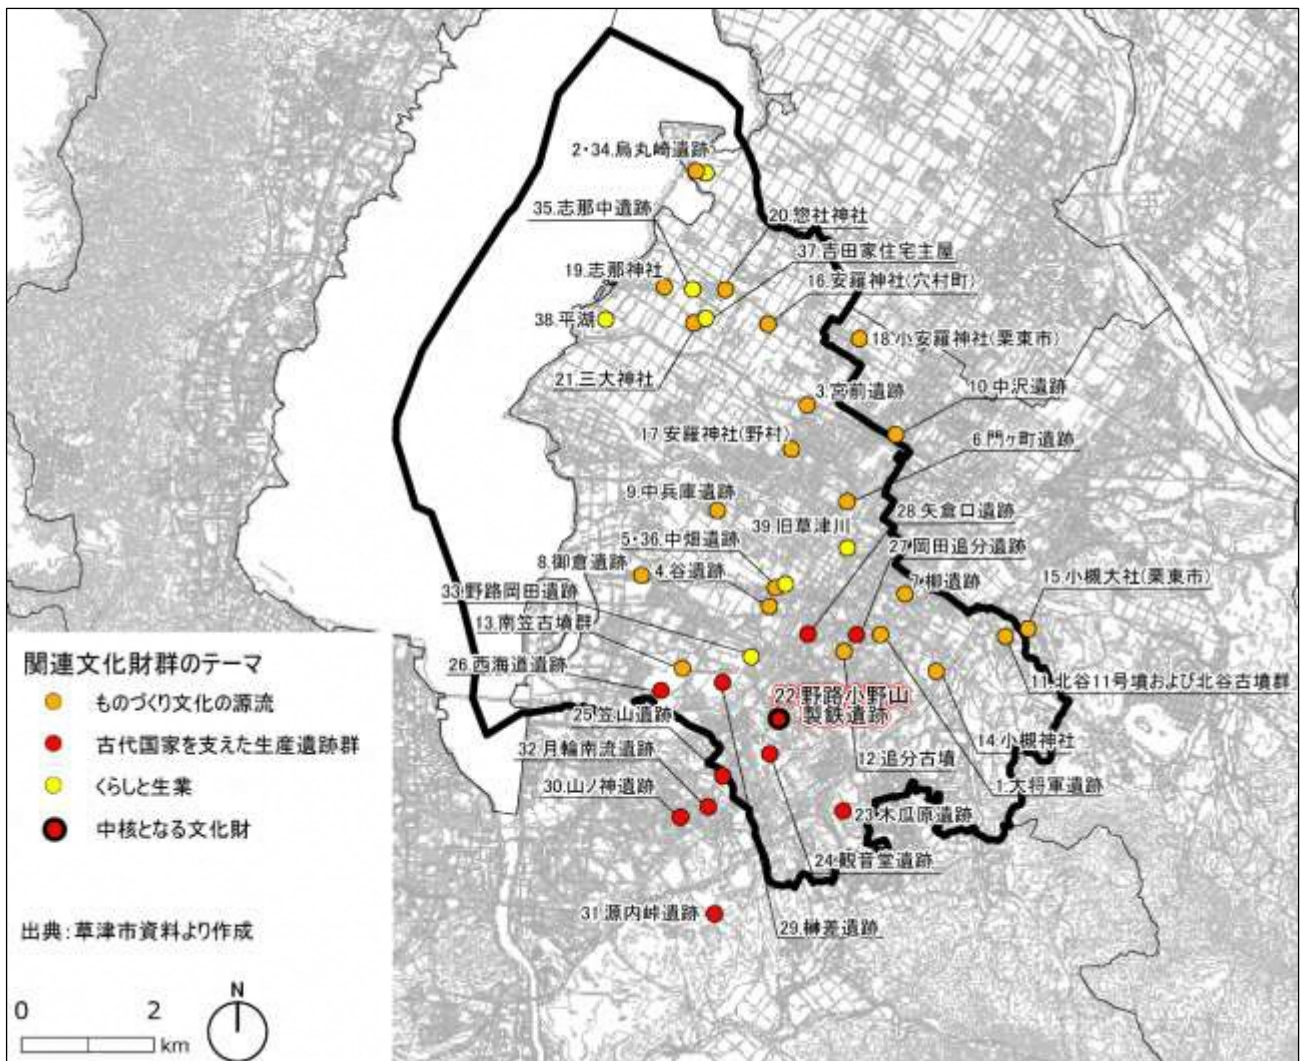 2・34.烏丸崎遺跡
35.志那中遺跡
20.惣社神社
37.吉田家住宅主屋
19.志那神社
16.安羅神社(穴村町)
38.平湖
18.小安羅神社(栗東市)
21.三大神社
10.中沢遺跡
3.宮前遺跡
17.安羅神社(野村)
6.門ヶ町遺跡
9.中兵庫遺跡
28.矢倉口遺跡
39.旧草津川
5・36.中畑遺跡
27.岡田追分遺跡
8.御倉遺跡
4.谷遺跡
7.柳遺跡
15.小槻大社(栗東市)
33.野路岡田遺跡
13.南笠古墳群
26.西海道遺跡
11.北谷11号墳および北谷古墳群
22.野路小野山
製鉄遺跡
25.笠山遺跡
14.小槻神社
32.月輪南流遺跡
12.追分古墳
30.山ノ神遺跡
1.大将軍遺跡
23.木瓜原遺跡
24.観音堂遺跡
31.源内峠遺跡
29.榊差遺跡
関連文化財群のテーマ
ものづくり文化の源流
古代国家を支えた生産遺跡群
くらしと生業
中核となる文化財
出典：草津市資料より作成
0 2
km
N